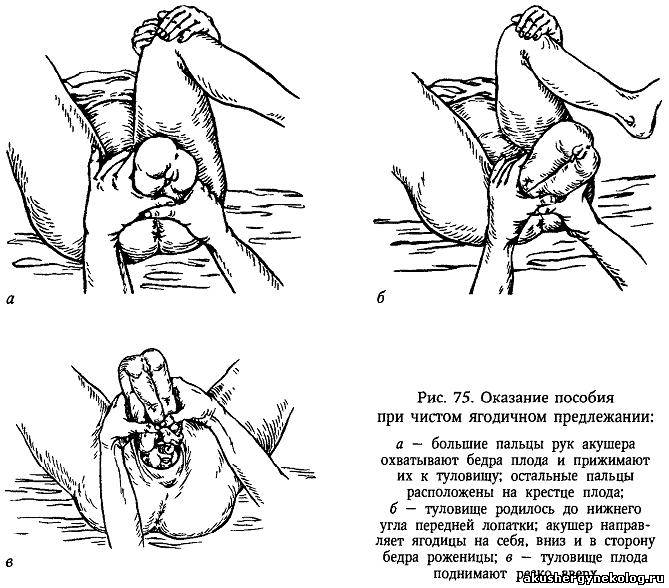 а
б
в
Рис. 75. Оказание пособия
при чистом ягодичном предлежании:
а — большие пальцы рук акушера
охватывают бедра плода и прижимают
их к туловищу; остальные пальцы
расположены на крестце плода;
б — туловище родилось до нижнего
угла передней лопатки; акушер направ-
ляет ягодицы на себя, вниз и в сторону
бедра роженицы; в — туловище плода
поднимают резко вверх
akushergynekolog.ru